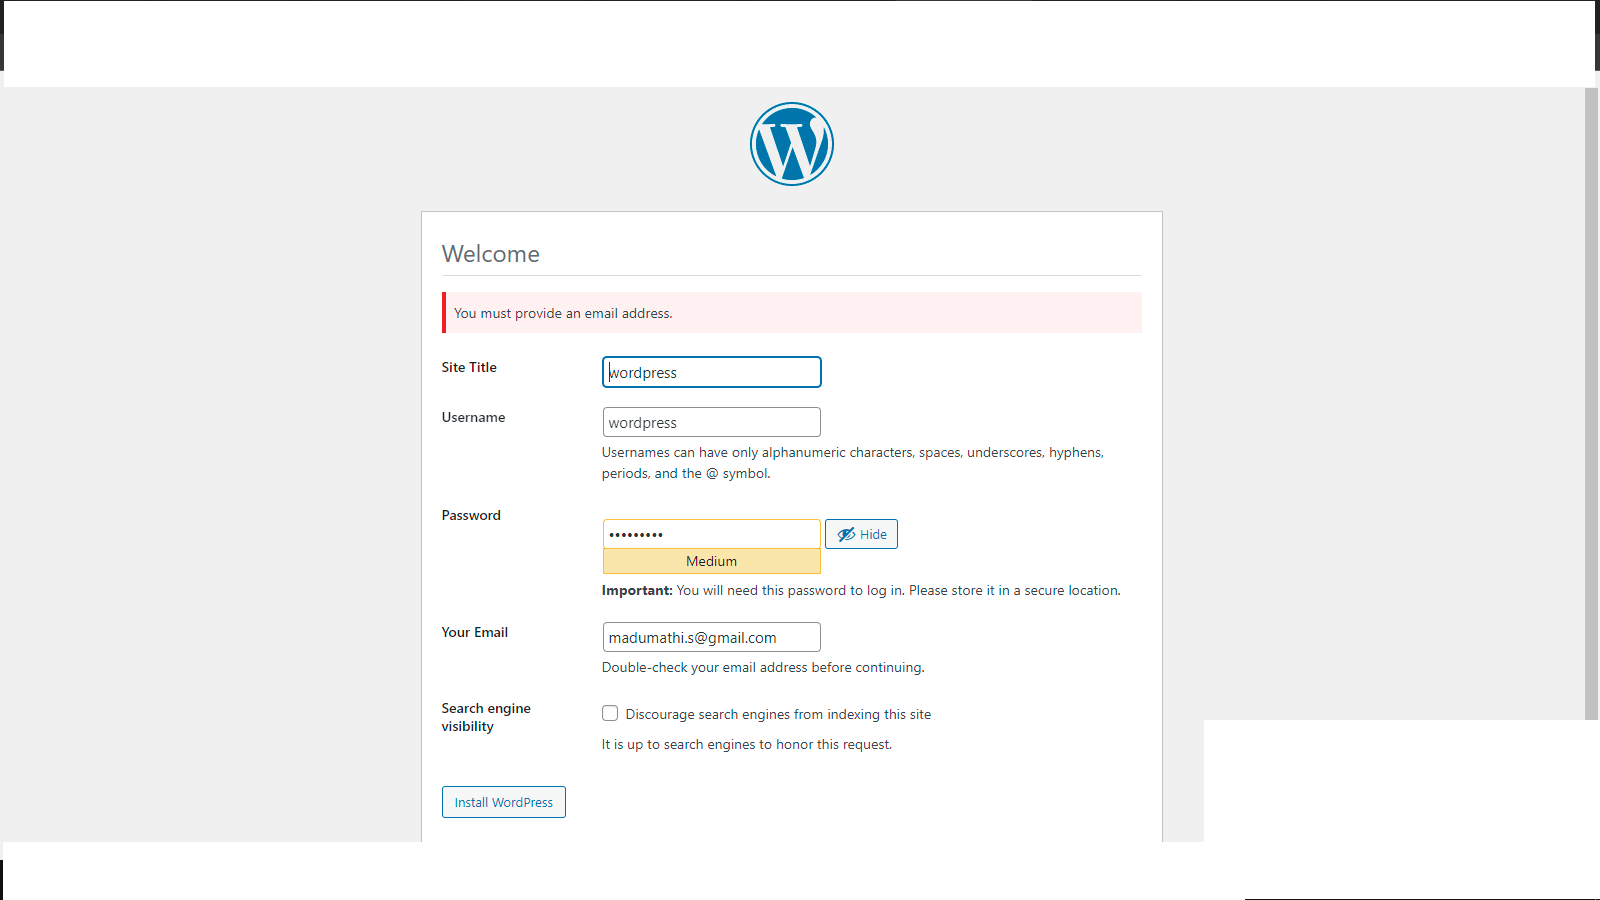 Welcome
You must provide an email address.
Site Title
wordpress
Username
wordpress
Usernames can have only alphanumeric characters, spaces, underscores, hyphens,
periods, and the @ symbol.
Password
•••••••••
Hide
Medium
Important: You will need this password to log in. Please store it in a secure location.
Your Email
madumathi.s@gmail.com
Double-check your email address before continuing.
Search engine
visibility
Discourage search engines from indexing this site
It is up to search engines to honor this request.
Install WordPress